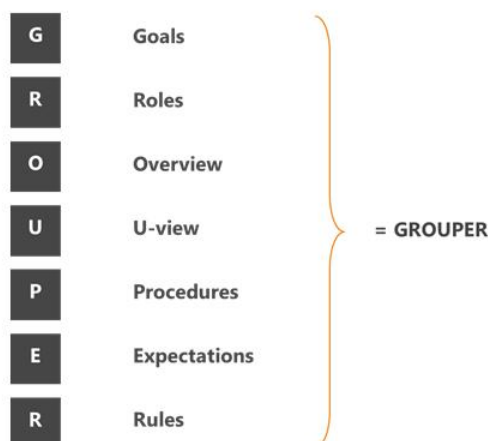 G Goals
R Roles
O Overview
U U-view
= GROUPER
P Procedures
E Expectations
R Rules